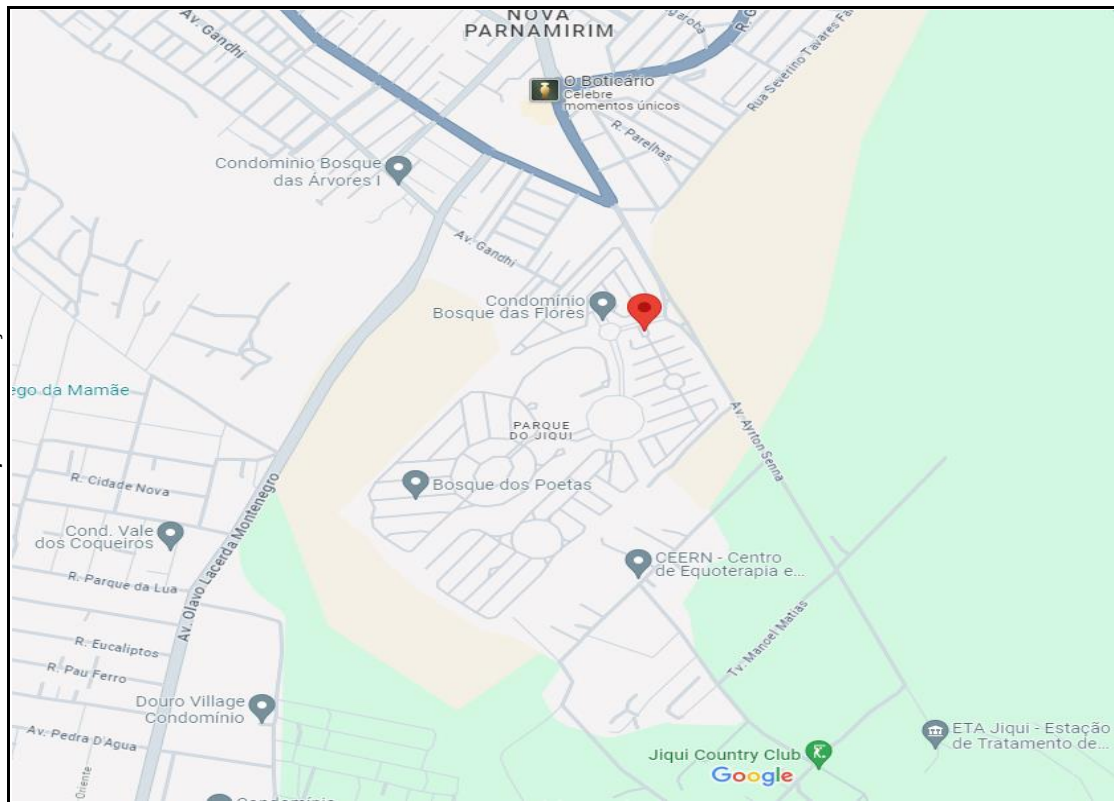 NOVA
PARNAMIRIM
Av. Gandhi
O Boticário
Celebre
momentos únicos
Rua Severino Tavares
R. Parelhas
Condominio Bosque
das Árvores I
Av. Gandhi
Condomínio
Bosque das Flores
ego da Mamãe
PARQUE
DO JIQUI
Av. Ayrton Senna
R. Cidade Nova
Bosque dos Poetas
Av. Olavo Lacerda Montenegro
Cond. Vale
dos Coqueiros
CEERN - Centro
de Equoterapia e...
R. Parque da Lua
Tv. Manoel Matias
R. Eucaliptos
R. Pau Ferro
Douro Village
Condomínio
Av. Pedra D'Agua
ETA Jiqui - Estação
de Tratamento de...
Jiqui Country Club
Google
Oriente